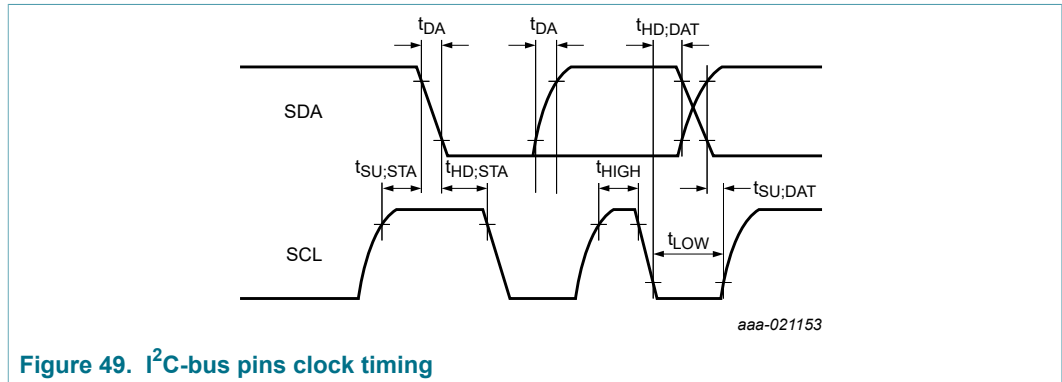 tDA
tDA
tHD;DAT
SDA
tSU;STA
tHD;STA
tHIGH
tSU;DAT
SCL
tLOW
aaa-021153
Figure 49. I²C-bus pins clock timing